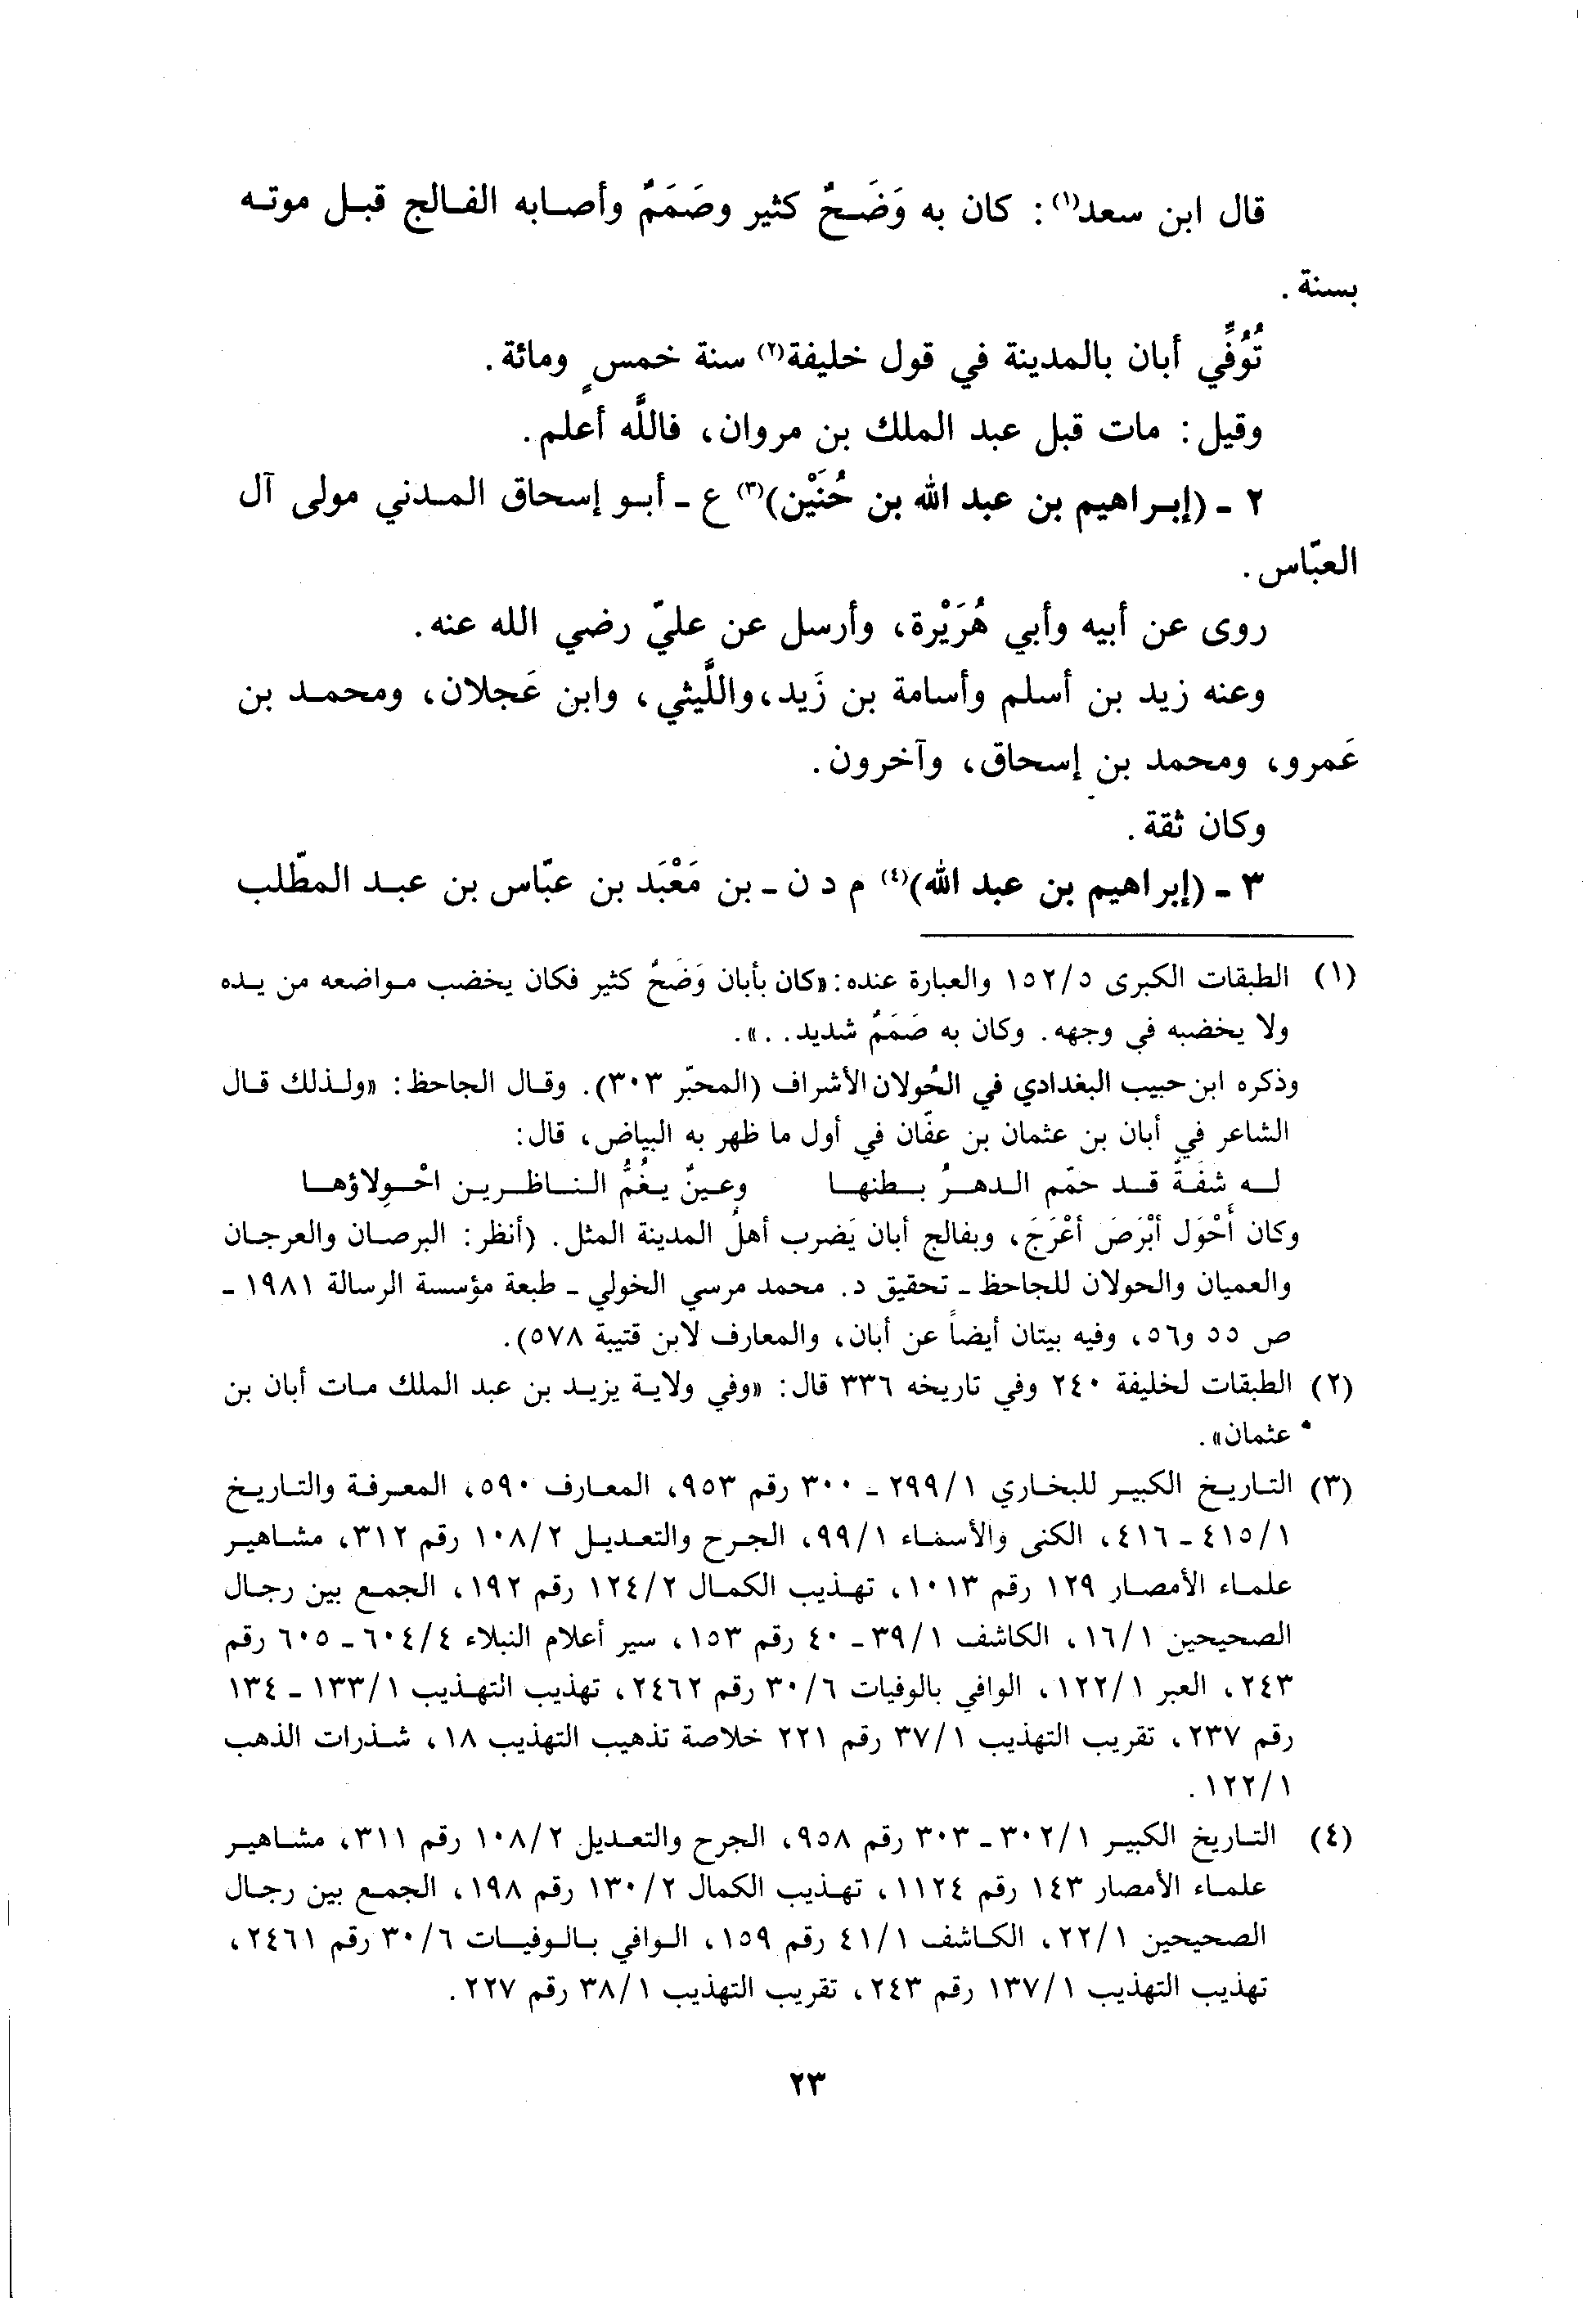 قال ابن سعد(١) : كان به وَضَحٌ كثير وصَمَمٌ وأصابه الفالج قبل موته
بسنة .
تُوُفِّي أبان بالمدينة في قول خليفة(٢) سنة خمسٍ ومائة .
وقيل : مات قبل عبد الملك بن مروان، فاللَّه أعلم .
٢ - (إبراهيم بن عبد الله بن حُنَيْن)(٣) ع - أبو إسحاق المدني مولى آل
العبّاس .
روى عن أبيه وأبي هُرَيْرة، وأرسل عن عليّ رضي الله عنه .
وعنه زيد بن أسلم وأسامة بن زَيد، واللَّيثي، وابن عَجلان، ومحمد بن
عَمرو، ومحمد بن إسحاق، وآخرون .
وكان ثقة .
٣ - (إبراهيم بن عبد الله)(٤) م د ن - بن مَعْبَد بن عبّاس بن عبد المطّلب
(١) الطبقات الكبرى ١٥٢/٥ والعبارة عنده : «كان بأبان وَضَحٌ كثير فكان يخضب مواضعه من يده
ولا يخضبه في وجهه . وكان به صَمَمٌ شديد . . » .
وذكره ابن حبيب البغدادي في الحُولان الأشراف (المحبّر ٣٠٣) . وقال الجاحظ : «ولذلك قال
الشاعر في أبان بن عثمان بن عفّان في أول ما ظهر به البياض، قال :
له شفَةٌ قد حمّم الدهرُ بطنها وعينٌ يغُمُّ الناظرين احْوِلاؤها
وكان أَحْوَل أبْرَصَ أعْرَجَ، وبفالج أبان يَضرب أهلُ المدينة المثل . (أنظر : البرصان والعرجان
والعميان والحولان للجاحظ - تحقيق د . محمد مرسي الخولي - طبعة مؤسسة الرسالة ١٩٨١ -
ص ٥٥ و٥٦، وفيه بيتان أيضاً عن أبان، والمعارف لابن قتيبة ٥٧٨) .
(٢) الطبقات لخليفة ٢٤٠ وفي تاريخه ٣٣٦ قال : «وفي ولاية يزيد بن عبد الملك مات أبان بن
عثمان» .
(٣) التاريخ الكبير للبخاري ٢٩٩/١ - ٣٠٠ رقم ٩٥٣، المعارف ٥٩٠، المعرفة والتاريخ
٤١٥/١ - ٤١٦، الكنى والأسماء ٩٩/١، الجرح والتعديل ١٠٨/٢ رقم ٣١٢، مشاهير
علماء الأمصار ١٢٩ رقم ١٠١٣، تهذيب الكمال ١٢٤/٢ رقم ١٩٢، الجمع بين رجال
الصحيحين ١٦/١، الكاشف ٣٩/١ - ٤٠ رقم ١٥٣، سير أعلام النبلاء ٦٠٤/٤ - ٦٠٥ رقم
٢٤٣، العبر ١٢٢/١، الوافي بالوفيات ٣٠/٦ رقم ٢٤٦٢، تهذيب التهذيب ١٣٣/١ - ١٣٤
رقم ٢٣٧، تقريب التهذيب ٣٧/١ رقم ٢٢١ خلاصة تذهيب التهذيب ١٨، شذرات الذهب
١٢٢/١ .
(٤) التاريخ الكبير ٣٠٢/١ - ٣٠٣ رقم ٩٥٨، الجرح والتعديل ١٠٨/٢ رقم ٣١١، مشاهير
علماء الأمصار ١٤٣ رقم ١١٢٤، تهذيب الكمال ١٣٠/٢ رقم ١٩٨، الجمع بين رجال
الصحيحين ٢٢/١، الكاشف ٤١/١ رقم ١٥٩، الوافي بالوفيات ٣٠/٦ رقم ٢٤٦١،
تهذيب التهذيب ١٣٧/١ رقم ٢٤٣، تقريب التهذيب ٣٨/١ رقم ٢٢٧ .
٢٣